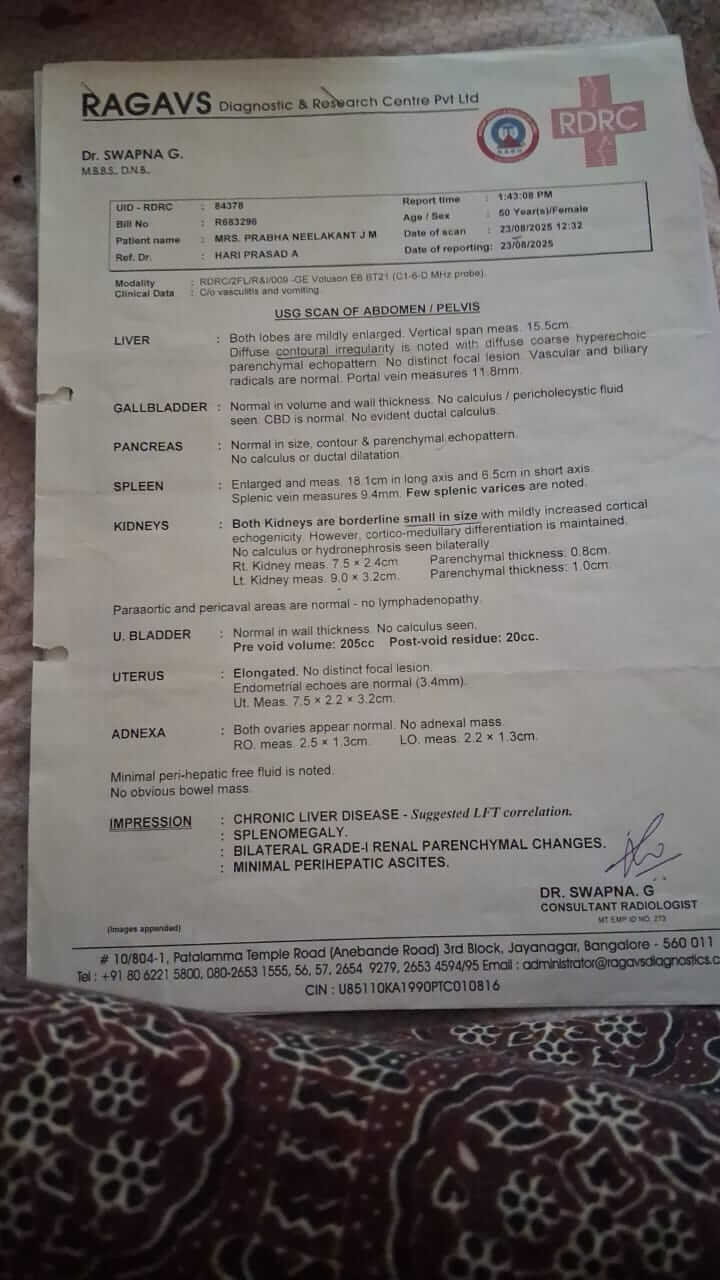 RAGAVS Diagnostic & Research Centre Pvt Ltd
RDRC
Dr. SWAPNA G.
M.B.B.S., D.N.B.,
UID - RDRC : 84378
Bill No : R683296
Patient name : MRS. PRABHA NEELAKANT J M
Ref. Dr. : HARI PRASAD A
Report time : 1:43:08 PM
Age / Sex : 50 Year(s)/Female
Date of scan : 23/08/2025 12:32
Date of reporting: 23/08/2025
Modality : RDRC/2FL/R&I/009 -GE Voluson E6 BT21 (C1-6-D MHz probe).
Clinical Data : C/o vasculitis and vomiting.
USG SCAN OF ABDOMEN / PELVIS
LIVER : Both lobes are mildly enlarged. Vertical span meas. 15.5cm.
Diffuse contoural irregularity is noted with diffuse coarse hyperechoic
parenchymal echopattern. No distinct focal lesion. Vascular and biliary
radicals are normal. Portal vein measures 11.8mm.
GALLBLADDER : Normal in volume and wall thickness. No calculus / pericholecystic fluid
seen. CBD is normal. No evident ductal calculus.
PANCREAS : Normal in size, contour & parenchymal echopattern.
No calculus or ductal dilatation.
SPLEEN : Enlarged and meas. 18.1cm in long axis and 6.5cm in short axis.
Splenic vein measures 9.4mm. Few splenic varices are noted.
KIDNEYS : Both Kidneys are borderline small in size with mildly increased cortical
echogenicity. However, cortico-medullary differentiation is maintained.
No calculus or hydronephrosis seen bilaterally
Rt. Kidney meas. 7.5 × 2.4cm Parenchymal thickness: 0.8cm.
Lt. Kidney meas. 9.0 × 3.2cm. Parenchymal thickness: 1.0cm.
Paraaortic and pericaval areas are normal - no lymphadenopathy.
U. BLADDER : Normal in wall thickness. No calculus seen.
Pre void volume: 205cc Post-void residue: 20cc.
UTERUS : Elongated. No distinct focal lesion.
Endometrial echoes are normal (3.4mm).
Ut. Meas. 7.5 × 2.2 × 3.2cm.
ADNEXA : Both ovaries appear normal. No adnexal mass.
RO. meas. 2.5 × 1.3cm. LO. meas. 2.2 × 1.3cm.
Minimal peri-hepatic free fluid is noted.
No obvious bowel mass.
IMPRESSION : CHRONIC LIVER DISEASE - Suggested LFT correlation.
: SPLENOMEGALY.
: BILATERAL GRADE-I RENAL PARENCHYMAL CHANGES.
: MINIMAL PERIHEPATIC ASCITES.
DR. SWAPNA. G
CONSULTANT RADIOLOGIST
MT EMP ID NO. 273
(Images appended)
# 10/804-1, Patalamma Temple Road (Anebande Road) 3rd Block, Jayanagar, Bangalore - 560 011
Tel : +91 80 6221 5800, 080-2653 1555, 56, 57, 2654 9279, 2653 4594/95 Email : administrator@ragavsdiagnostics.c
CIN : U85110KA1990PTC010816